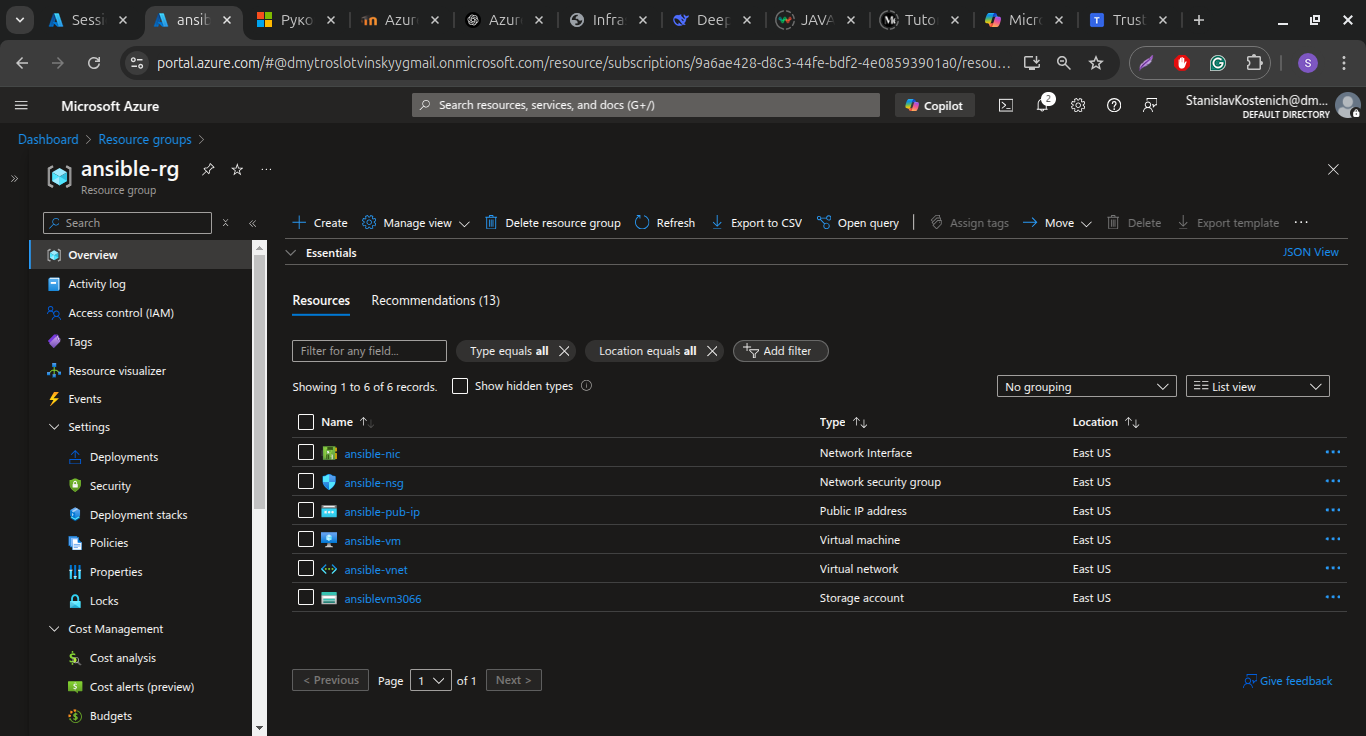 Sessi
ansib
Руко
Azur
Azur
Infra
Deep
JAVA
Tuto
Micr
Trust
portal.azure.com/#@dmytroslotvinskyygmail.onmicrosoft.com/resource/subscriptions/9a6ae428-d8c3-44fe-bdf2-4e08593901a0/resou...
S
Microsoft Azure
Search resources, services, and docs (G+/)
Copilot
2
StanislavKostenich@dm...
DEFAULT DIRECTORY
Dashboard > Resource groups >
ansible-rg
Resource group
Search
Overview
Activity log
Access control (IAM)
Tags
Resource visualizer
Events
Settings
Deployments
Security
Deployment stacks
Policies
Properties
Locks
Cost Management
Cost analysis
Cost alerts (preview)
Budgets
Create Manage view Delete resource group Refresh Export to CSV Open query | Assign tags Move Delete Export template ...
Essentials JSON View
Resources Recommendations (13)
Filter for any field... Type equals all Location equals all Add filter
Showing 1 to 6 of 6 records. Show hidden types No grouping List view
Name Type Location
ansible-nic Network Interface East US
ansible-nsg Network security group East US
ansible-pub-ip Public IP address East US
ansible-vm Virtual machine East US
ansible-vnet Virtual network East US
ansiblevm3066 Storage account East US
< Previous Page 1 of 1 Next > Give feedback